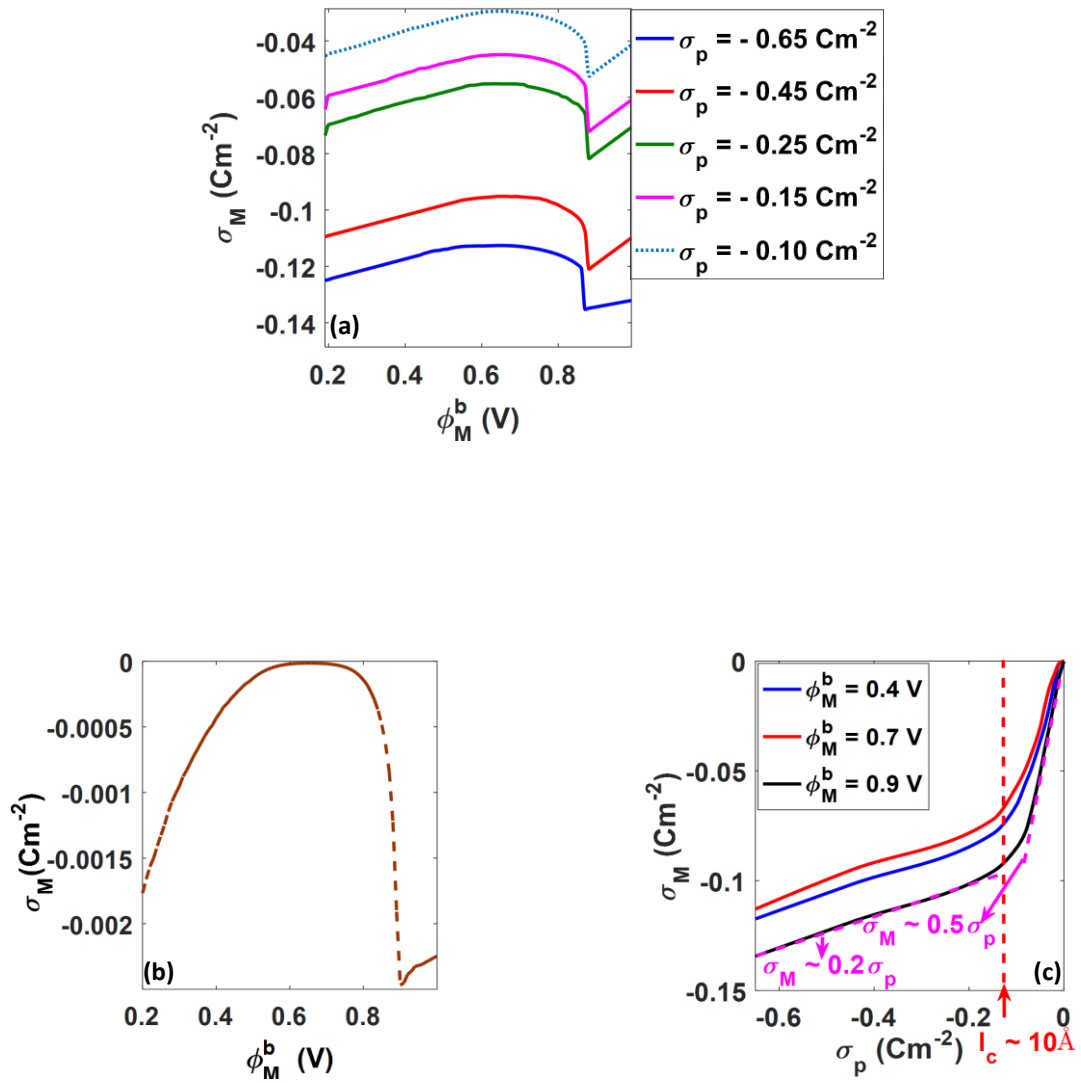 -0.04
-0.06
-0.08
-0.1
-0.12
-0.14
σM (Cm-2)
(a)
0.2 0.4 0.6 0.8
ϕMb (V)
σp = - 0.65 Cm-2
σp = - 0.45 Cm-2
σp = - 0.25 Cm-2
σp = - 0.15 Cm-2
σp = - 0.10 Cm-2
0
-0.0005
-0.001
-0.0015
-0.002
σM(Cm-2)
(b)
0.2 0.4 0.6 0.8
ϕMb (V)
0
-0.05
-0.1
-0.15
σM (Cm-2)
ϕMb = 0.4 V
ϕMb = 0.7 V
ϕMb = 0.9 V
σM ~ 0.5σp
σM ~ 0.2σp
(c)
-0.6 -0.4 -0.2 0
σp (Cm-2)
lc ~ 10Å